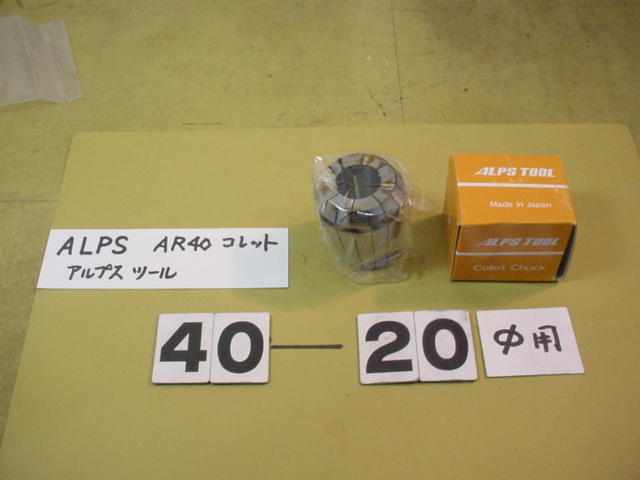 ALPS AR40 コレット
アルプス ツール
ALPS TOOL
Made in Japan
ALPS TOOL
Collet Chuck
40 — 20 φ用